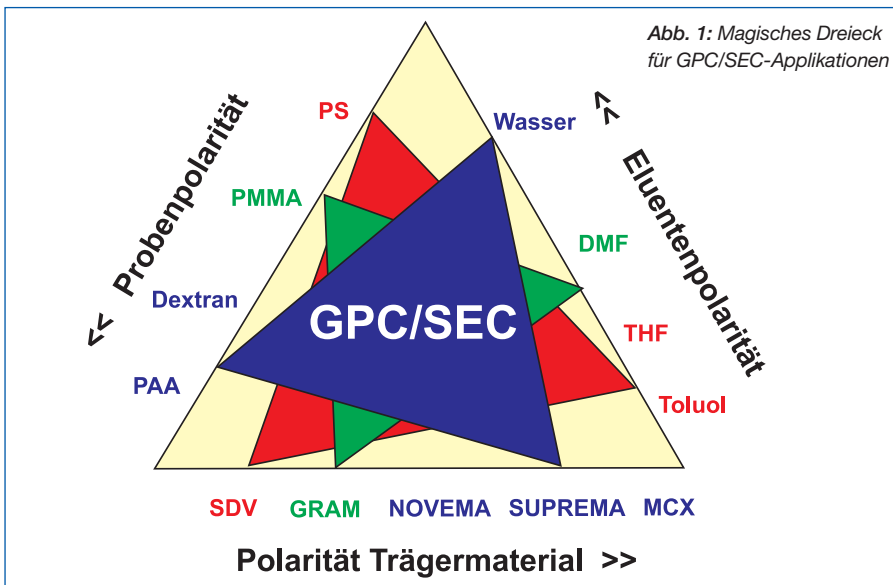 Abb. 1: Magisches Dreieck
für GPC/SEC-Applikationen
PS
Wasser
<< Probenpolarität
<< Eluentenpolarität
PMMA
DMF
Dextran
GPC/SEC
THF
PAA
Toluol
SDV GRAM NOVEMA SUPREMA MCX
Polarität Trägermaterial >>